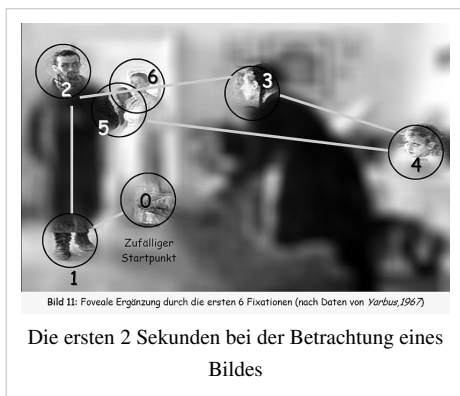 6
2
3
5
4
0
Zufälliger
Startpunkt
1
Bild 11: Foveale Ergänzung durch die ersten 6 Fixationen (nach Daten von Yarbus,1967)
Die ersten 2 Sekunden bei der Betrachtung eines
Bildes